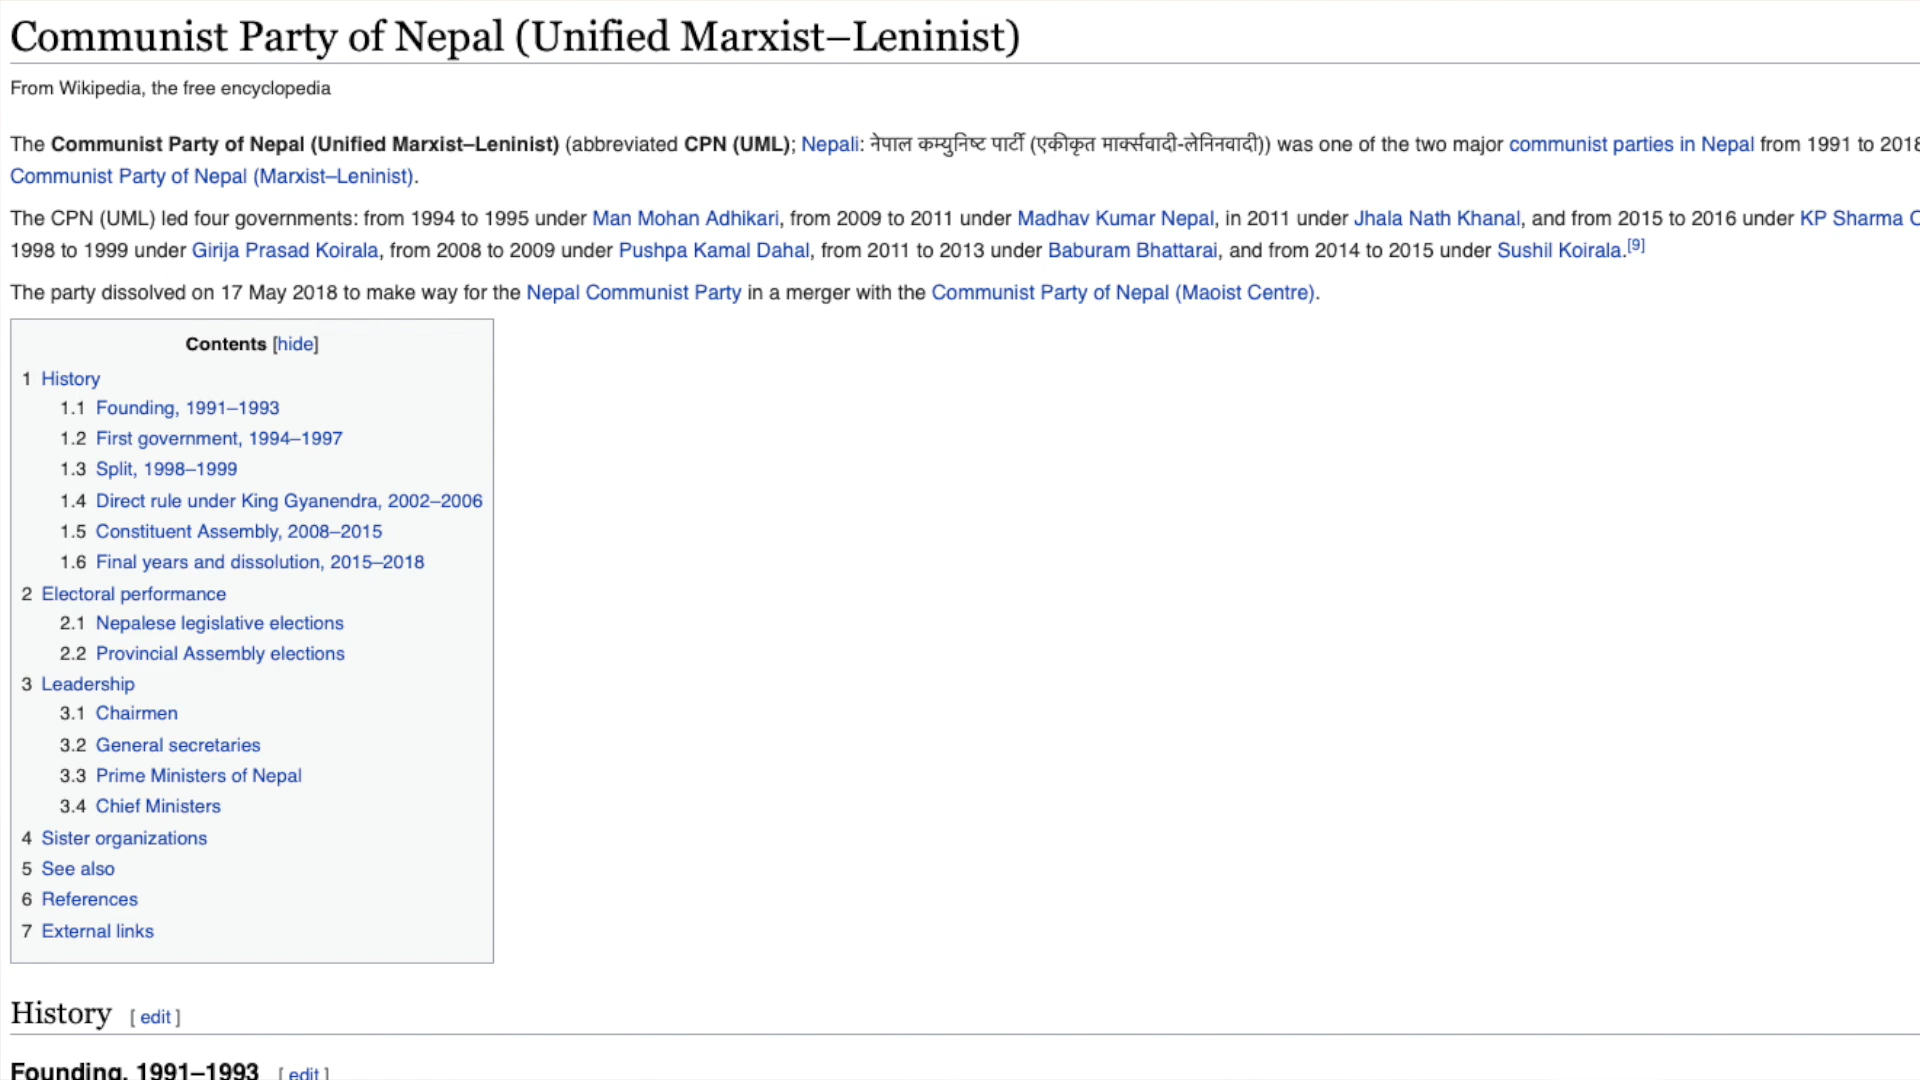 Communist Party of Nepal (Unified Marxist–Leninist)
From Wikipedia, the free encyclopedia
The Communist Party of Nepal (Unified Marxist–Leninist) (abbreviated CPN (UML); Nepali: नेपाल कम्युनिष्ट पार्टी (एकीकृत मार्क्सवादी-लेनिनवादी)) was one of the two major communist parties in Nepal from 1991 to 2018
Communist Party of Nepal (Marxist–Leninist).
The CPN (UML) led four governments: from 1994 to 1995 under Man Mohan Adhikari, from 2009 to 2011 under Madhav Kumar Nepal, in 2011 under Jhala Nath Khanal, and from 2015 to 2016 under KP Sharma
1998 to 1999 under Girija Prasad Koirala, from 2008 to 2009 under Pushpa Kamal Dahal, from 2011 to 2013 under Baburam Bhattarai, and from 2014 to 2015 under Sushil Koirala.[9]
The party dissolved on 17 May 2018 to make way for the Nepal Communist Party in a merger with the Communist Party of Nepal (Maoist Centre).
Contents [hide]
1 History
1.1 Founding, 1991–1993
1.2 First government, 1994–1997
1.3 Split, 1998–1999
1.4 Direct rule under King Gyanendra, 2002–2006
1.5 Constituent Assembly, 2008–2015
1.6 Final years and dissolution, 2015–2018
2 Electoral performance
2.1 Nepalese legislative elections
2.2 Provincial Assembly elections
3 Leadership
3.1 Chairmen
3.2 General secretaries
3.3 Prime Ministers of Nepal
3.4 Chief Ministers
4 Sister organizations
5 See also
6 References
7 External links
History [ edit ]
Founding, 1991–1993 [ edit ]